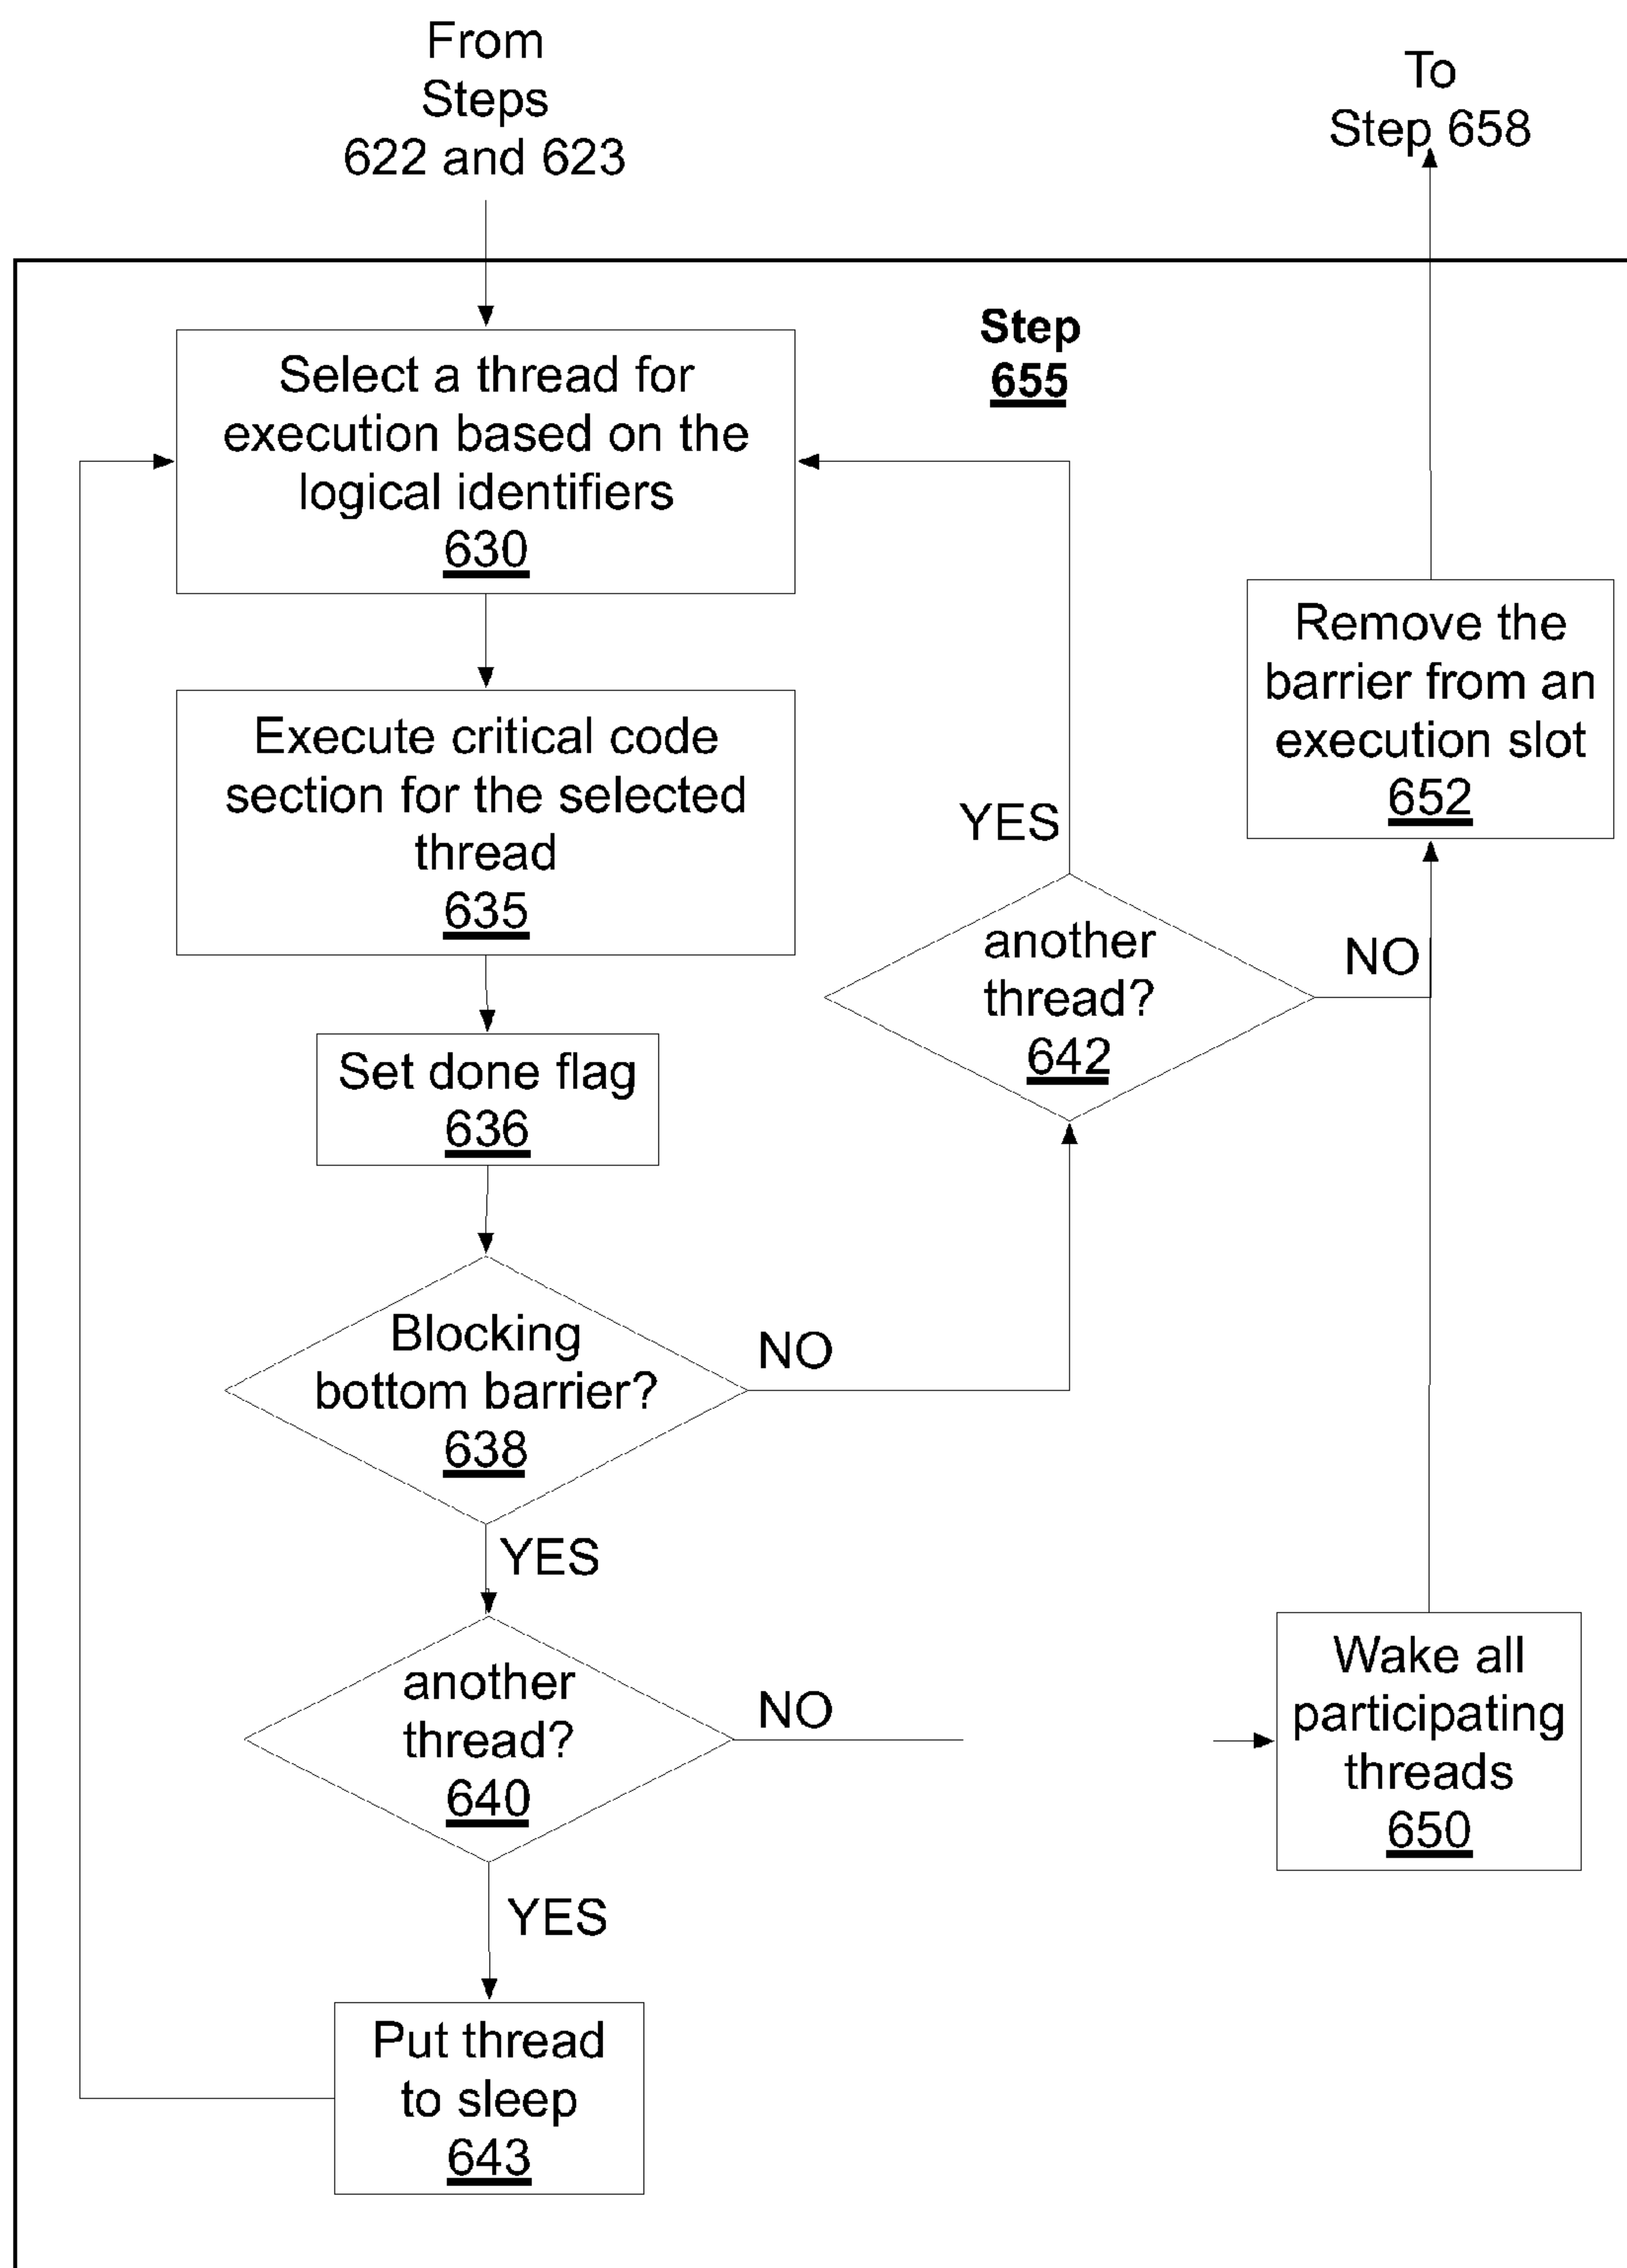 From
Steps
622 and 623
To
Step 658
Step
655
Select a thread for
execution based on the
logical identifiers
630
Execute critical code
section for the selected
thread
635
Set done flag
636
Blocking
bottom barrier?
638
NO
YES
another
thread?
642
YES
NO
Remove the
barrier from an
execution slot
652
another
thread?
640
NO
YES
Wake all
participating
threads
650
Put thread
to sleep
643